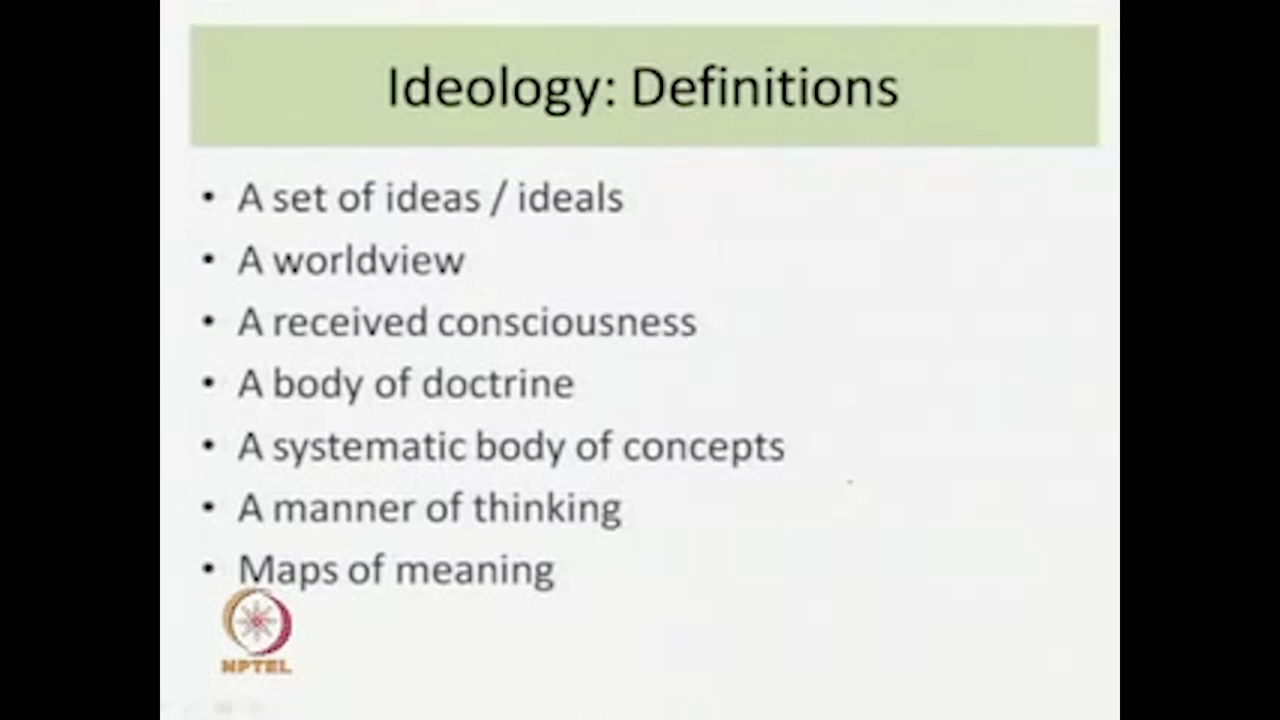 Ideology: Definitions
• A set of ideas / ideals
• A worldview
• A received consciousness
• A body of doctrine
• A systematic body of concepts
• A manner of thinking
• Maps of meaning
NPTEL